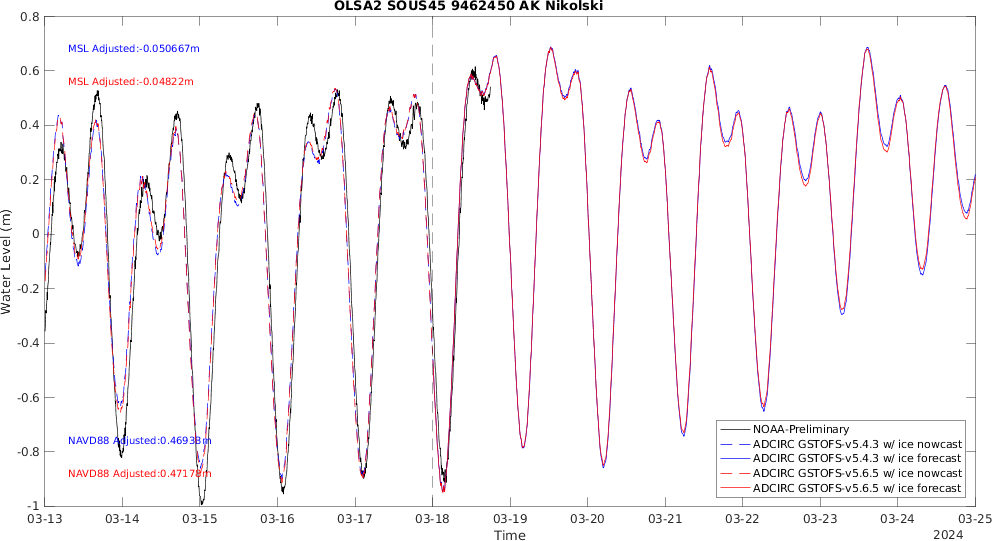 OLSA2 SOUS45 9462450 AK Nikolski
0.8
0.6
0.4
0.2
0
-0.2
-0.4
-0.6
-0.8
-1
Water Level (m)
MSL Adjusted:-0.050667m
MSL Adjusted:-0.04822m
NAVD88 Adjusted:0.46933m
NAVD88 Adjusted:0.47178m
NOAA-Preliminary
ADCIRC GSTOFS-v5.4.3 w/ ice nowcast
ADCIRC GSTOFS-v5.4.3 w/ ice forecast
ADCIRC GSTOFS-v5.6.5 w/ ice nowcast
ADCIRC GSTOFS-v5.6.5 w/ ice forecast
03-13 03-14 03-15 03-16 03-17 03-18 03-19 03-20 03-21 03-22 03-23 03-24 03-25
Time
2024